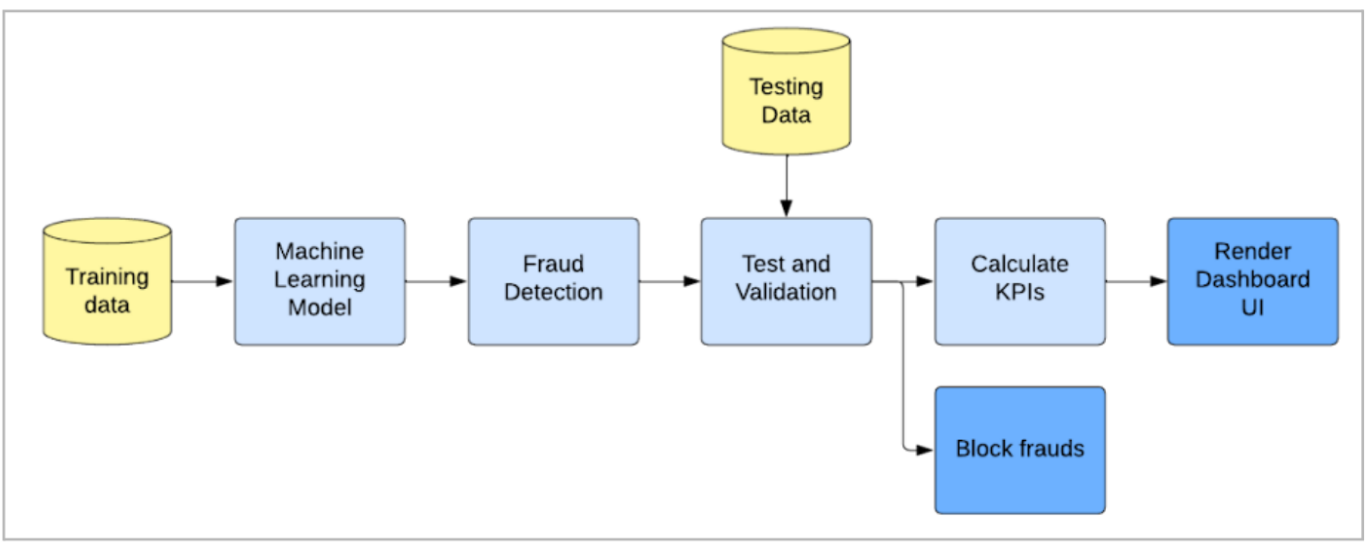 Testing
Data
Training
data
Machine
Learning
Model
Fraud
Detection
Test and
Validation
Calculate
KPIs
Render
Dashboard
UI
Block frauds